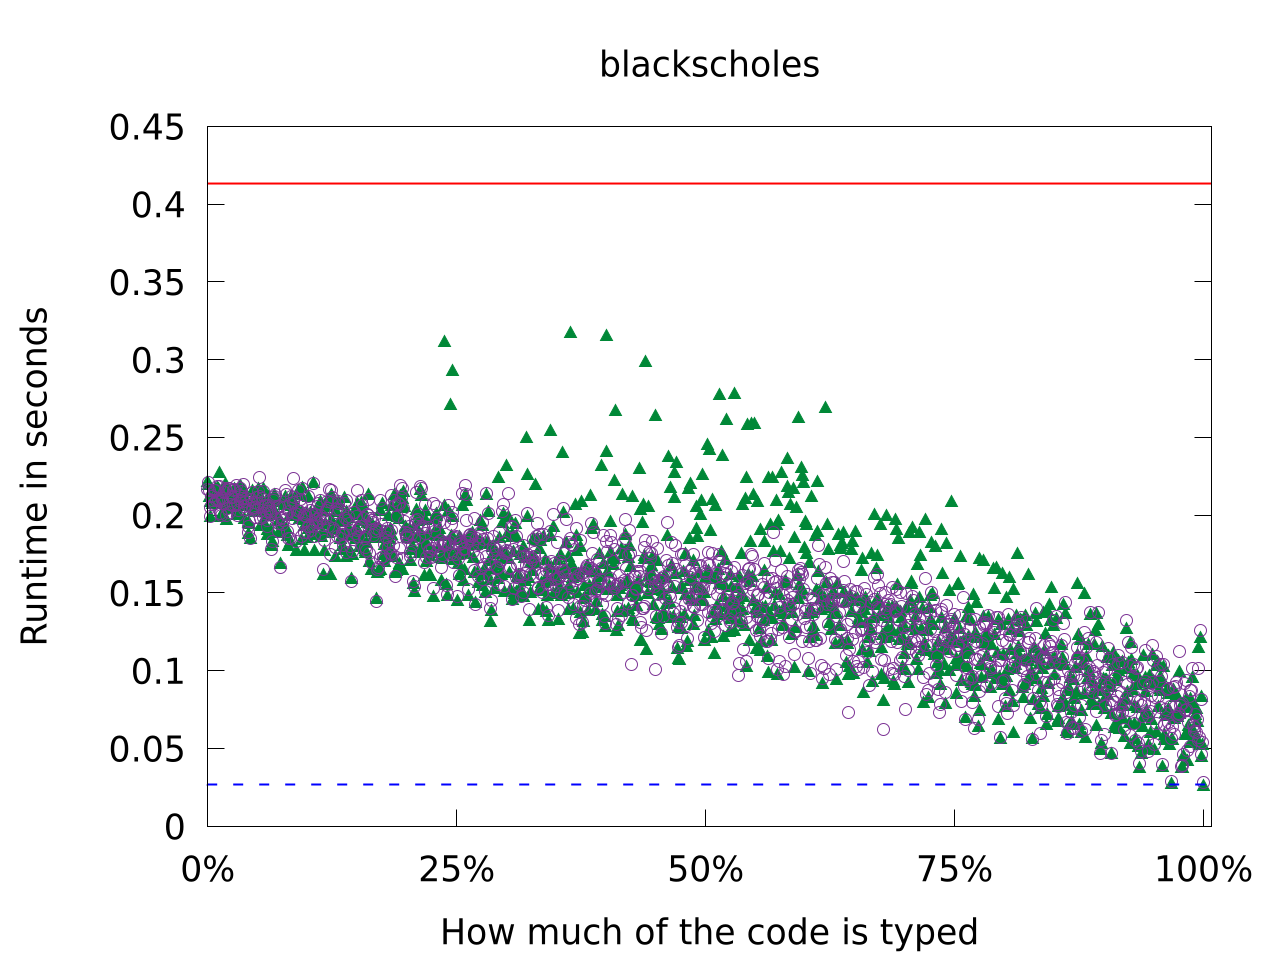 blackscholes
0.45
0.4
0.35
0.3
0.25
0.2
0.15
0.1
0.05
0
Runtime in seconds
0% 25% 50% 75% 100%
How much of the code is typed